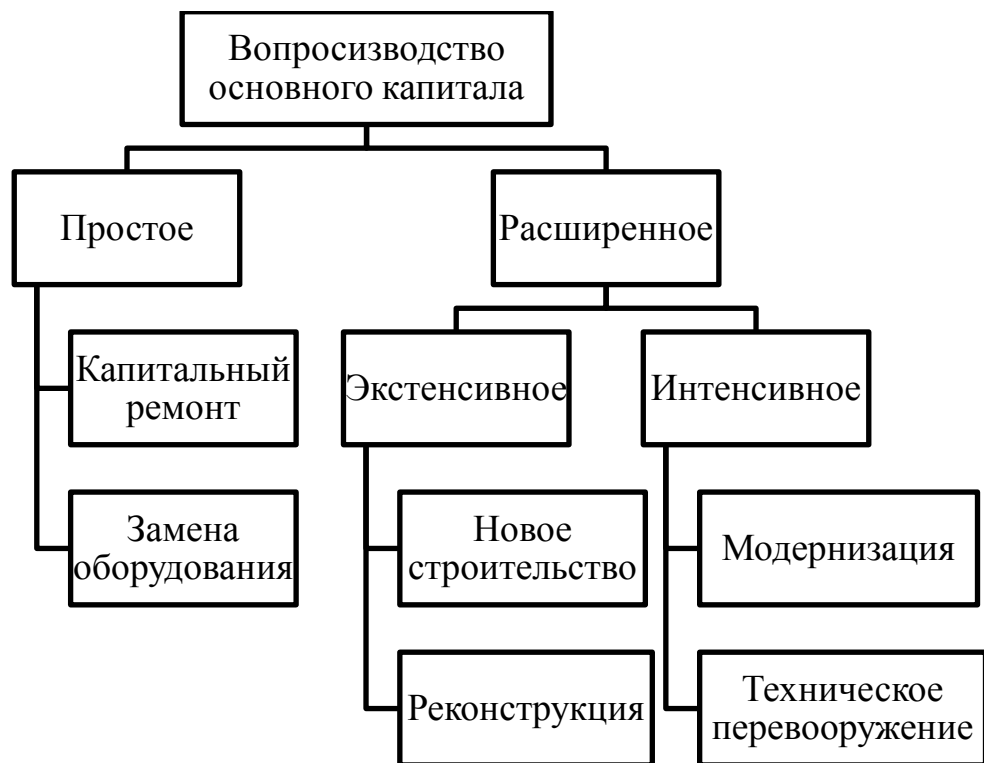 Вопросизводство
основного капитала
Простое
Расширенное
Капитальный
ремонт
Экстенсивное
Интенсивное
Замена
оборудования
Новое
строительство
Модернизация
Реконструкция
Техническое
перевооружение